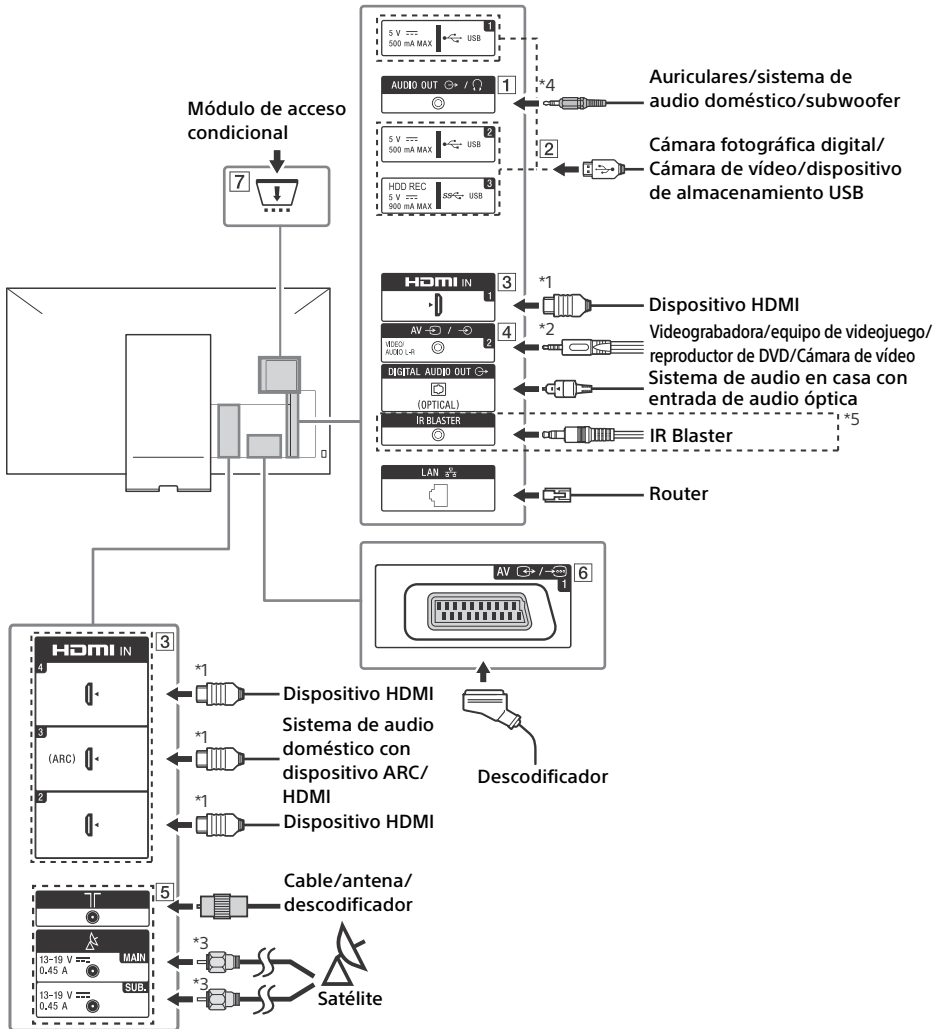 1
5 V
500 mA MAX
USB
AUDIO OUT /
1
*4
Auriculares/sistema de
audio doméstico/subwoofer
Módulo de acceso
condicional
7
2
5 V
500 mA MAX
USB
2
Cámara fotográfica digital/
Cámara de vídeo/dispositivo
de almacenamiento USB
3
HDD REC
5 V
900 mA MAX
SS
USB
HDMI IN
3
1
*1
Dispositivo HDMI
AV /
4
2
VIDEO/
AUDIO L-R
*2
Videograbadora/equipo de videojuego/
reproductor de DVD/Cámara de vídeo
DIGITAL AUDIO OUT
(OPTICAL)
Sistema de audio en casa con
entrada de audio óptica
IR BLASTER
*5
IR Blaster
LAN
Router
AV /
1
6
Descodificador
HDMI IN
3
4
*1
Dispositivo HDMI
3
(ARC)
*1
Sistema de audio
doméstico con
dispositivo ARC/
HDMI
2
*1
Dispositivo HDMI
5
Cable/antena/
descodificador
13-19 V
0.45 A
MAIN
*3
13-19 V
0.45 A
SUB.
*3
Satélite